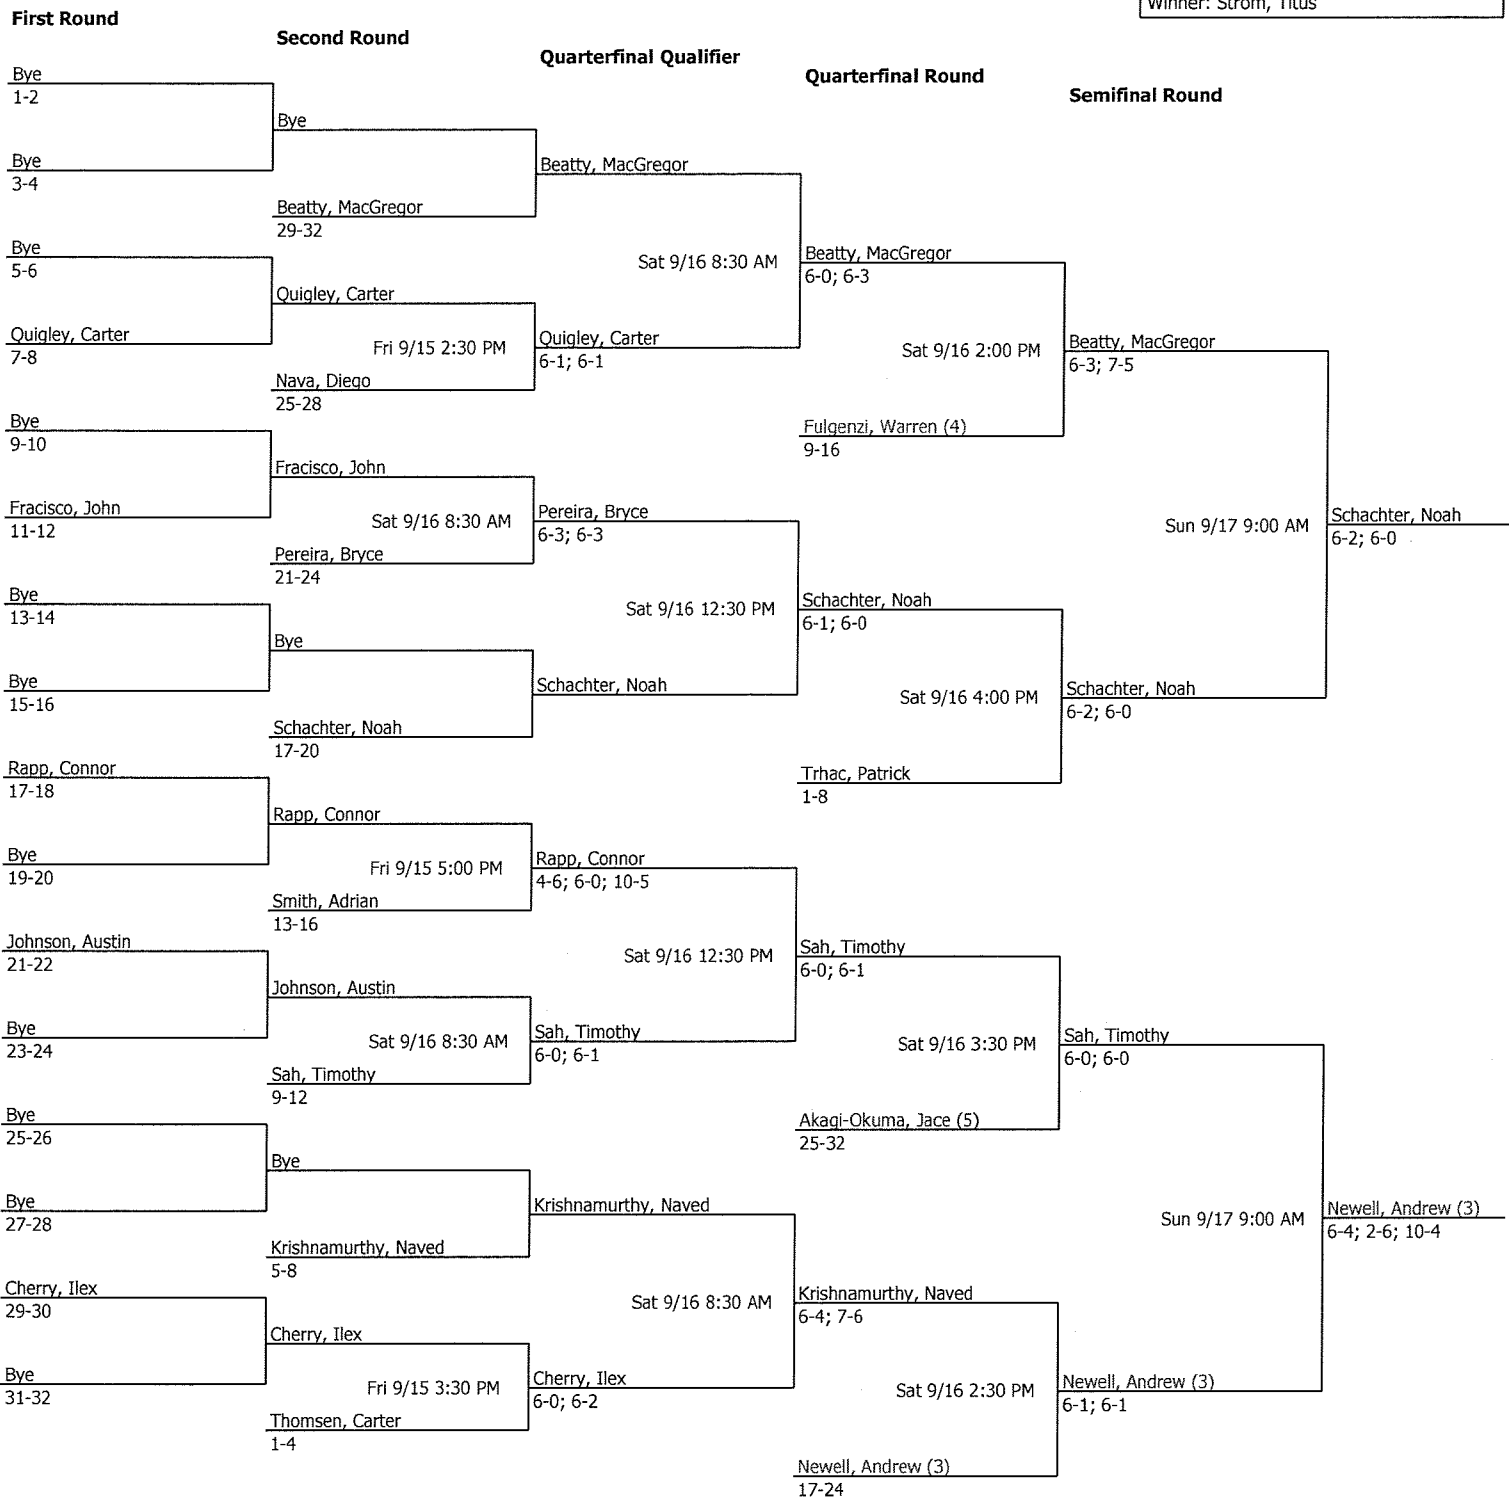 Winner: Strom, Titus
First Round
Second Round
Quarterfinal Qualifier
Quarterfinal Round
Semifinal Round
Bye
1-2
Bye
3-4
Bye
5-6
Quigley, Carter
7-8
Bye
9-10
Fracisco, John
11-12
Bye
13-14
Bye
15-16
Rapp, Connor
17-18
Bye
19-20
Johnson, Austin
21-22
Bye
23-24
Bye
25-26
Bye
27-28
Cherry, Ilex
29-30
Bye
31-32
Bye
Beatty, MacGregor
29-32
Quigley, Carter
Fri 9/15 2:30 PM
Nava, Diego
25-28
Fracisco, John
Sat 9/16 8:30 AM
Pereira, Bryce
21-24
Bye
Schachter, Noah
17-20
Rapp, Connor
Fri 9/15 5:00 PM
Smith, Adrian
13-16
Johnson, Austin
Sat 9/16 8:30 AM
Sah, Timothy
9-12
Bye
Krishnamurthy, Naved
5-8
Cherry, Ilex
Fri 9/15 3:30 PM
Thomsen, Carter
1-4
Beatty, MacGregor
Sat 9/16 8:30 AM
Quigley, Carter
6-1; 6-1
Pereira, Bryce
6-3; 6-3
Sat 9/16 12:30 PM
Schachter, Noah
Rapp, Connor
4-6; 6-0; 10-5
Sat 9/16 12:30 PM
Sah, Timothy
6-0; 6-1
Krishnamurthy, Naved
Sat 9/16 8:30 AM
Cherry, Ilex
6-0; 6-2
Beatty, MacGregor
6-0; 6-3
Sat 9/16 2:00 PM
Fulgenzi, Warren (4)
9-16
Schachter, Noah
6-1; 6-0
Sat 9/16 4:00 PM
Trhac, Patrick
1-8
Sah, Timothy
6-0; 6-1
Sat 9/16 3:30 PM
Akagi-Okuma, Jace (5)
25-32
Krishnamurthy, Naved
6-4; 7-6
Sat 9/16 2:30 PM
Newell, Andrew (3)
17-24
Beatty, MacGregor
6-3; 7-5
Sun 9/17 9:00 AM
Schachter, Noah
6-2; 6-0
Sah, Timothy
6-0; 6-0
Sun 9/17 9:00 AM
Newell, Andrew (3)
6-1; 6-1
Schachter, Noah
6-2; 6-0
Newell, Andrew (3)
6-4; 2-6; 10-4